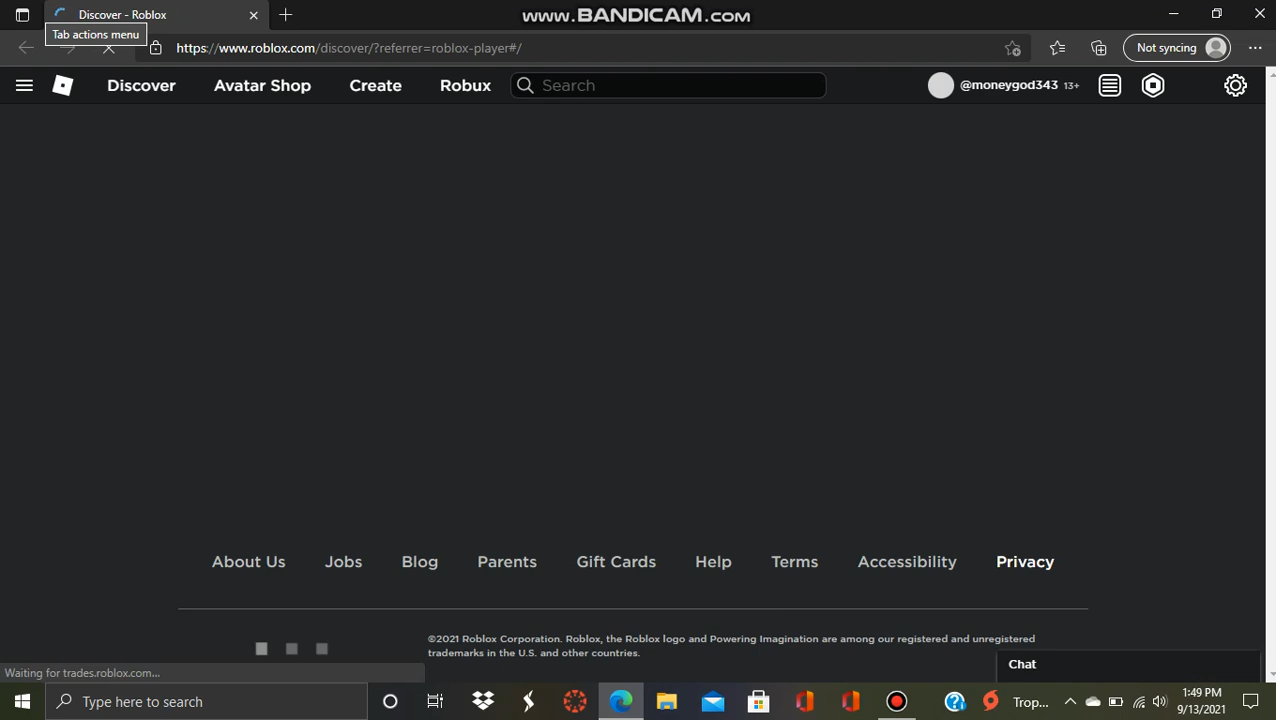 Discover - Roblox
www.BANDICAM.com
Tab actions menu
https://www.roblox.com/discover/?referrer=roblox-player#/
Not syncing
Discover
Avatar Shop
Create
Robux
Search
@moneygod343 13+
About Us
Jobs
Blog
Parents
Gift Cards
Help
Terms
Accessibility
Privacy
©2021 Roblox Corporation. Roblox, the Roblox logo and Powering Imagination are among our registered and unregistered
trademarks in the U.S. and other countries.
Chat
Waiting for trades.roblox.com...
Type here to search
Trop...
1:49 PM
9/13/2021